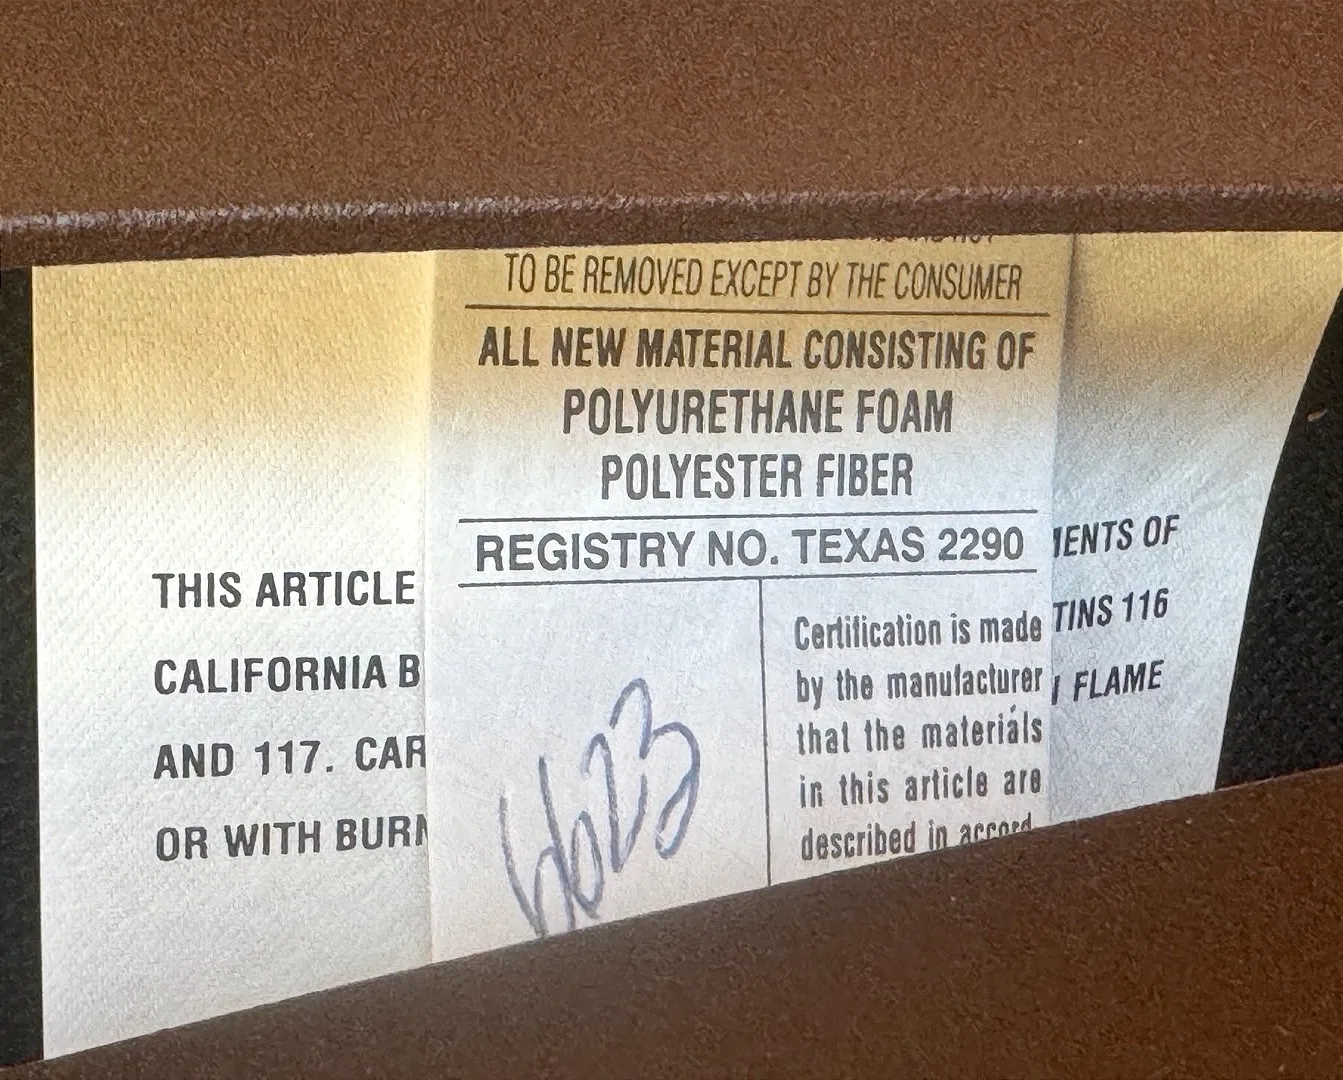 TO BE REMOVED EXCEPT BY THE CONSUMER
ALL NEW MATERIAL CONSISTING OF
POLYURETHANE FOAM
POLYESTER FIBER
REGISTRY NO. TEXAS 2290
Certification is made
by the manufacturer
that the materials
in this article are
described in accord
THIS ARTICLE
CALIFORNIA B
AND 117. CAR
OR WITH BURN
MENTS OF
TINS 116
FLAME